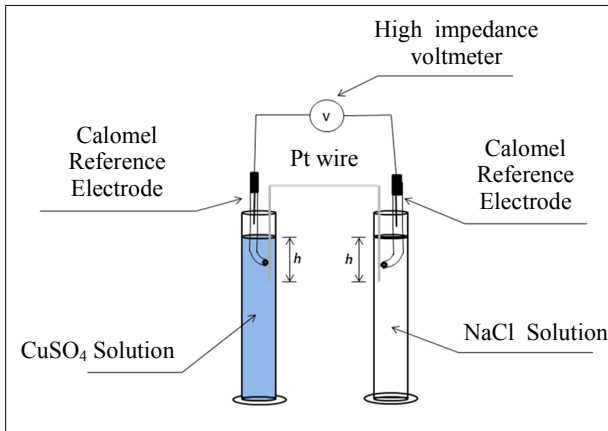 High impedance
voltmeter
V
Calomel
Reference
Electrode
Pt wire
Calomel
Reference
Electrode
h
h
CuSO₄ Solution
NaCl Solution